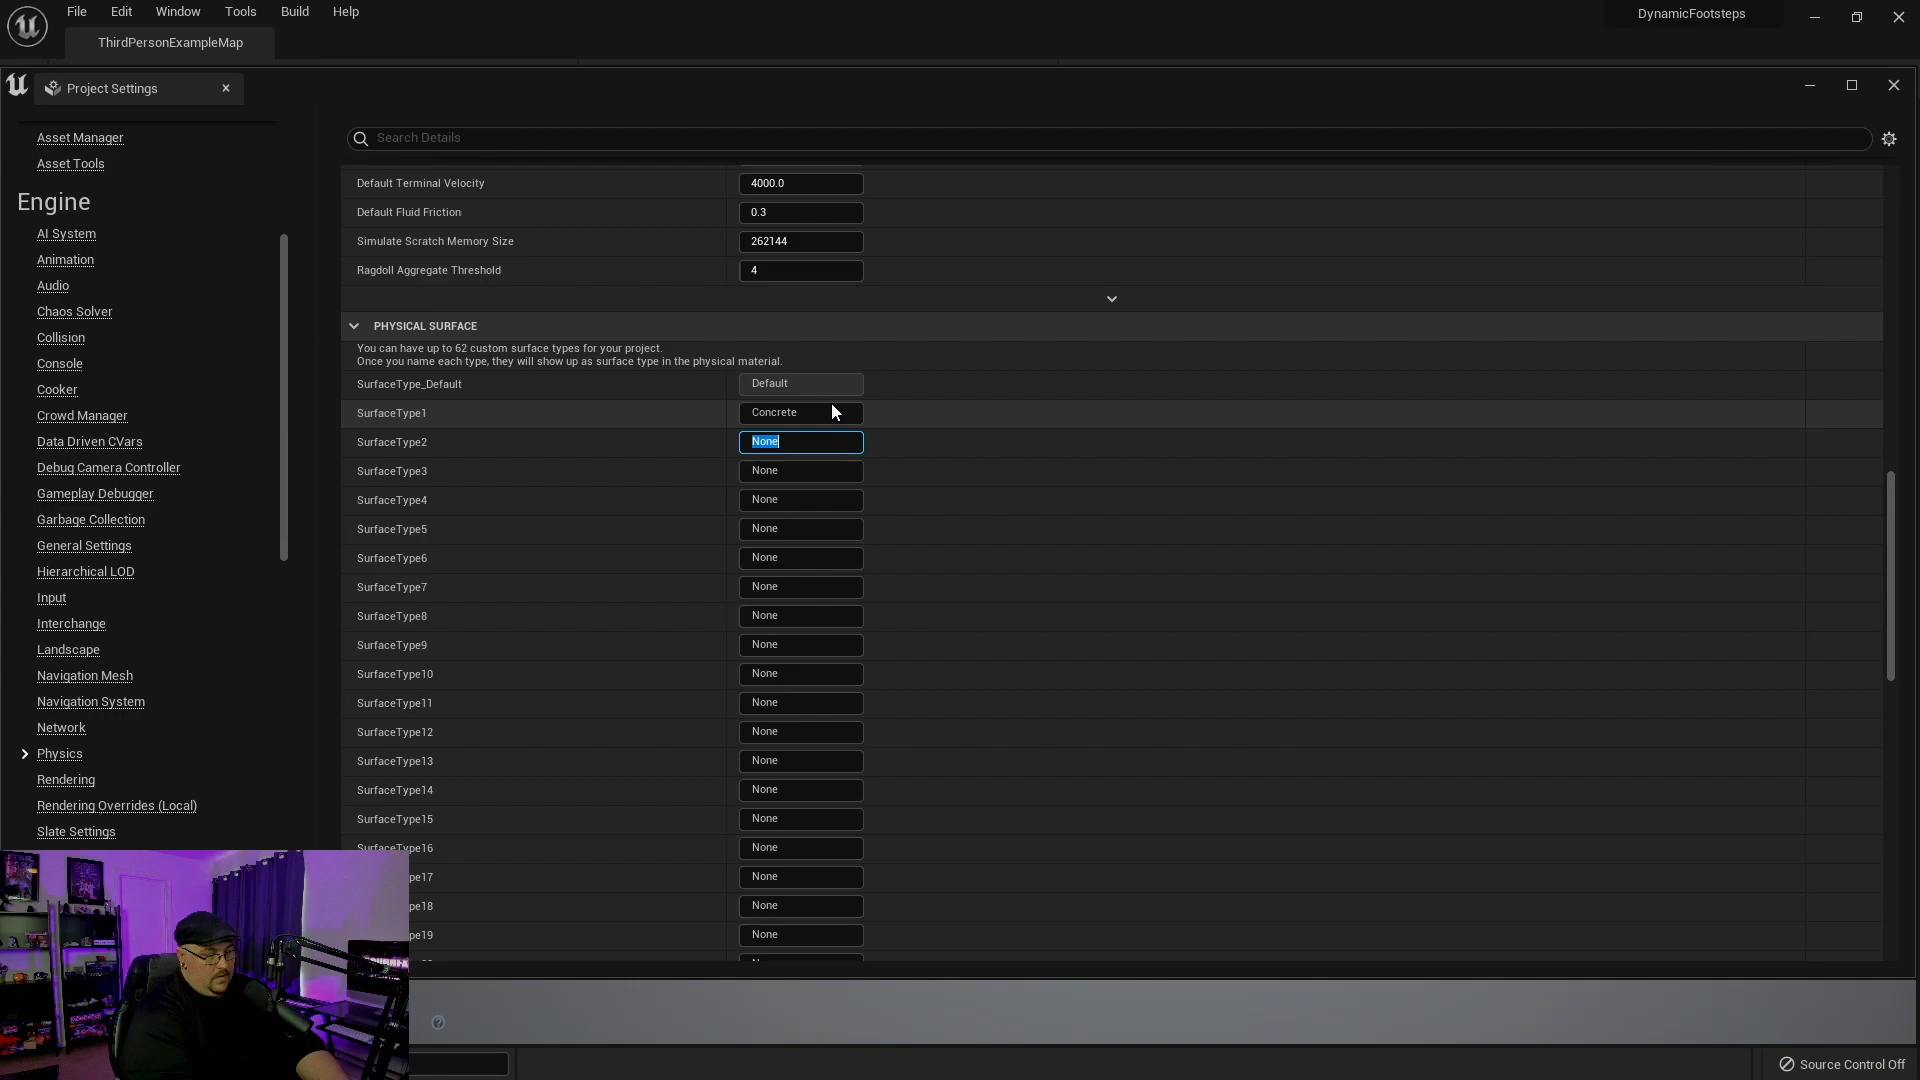 File Edit Window Tools Build Help
DynamicFootsteps
ThirdPersonExampleMap
Project Settings
Asset Manager
Asset Tools
Engine
AI System
Animation
Audio
Chaos Solver
Collision
Console
Cooker
Crowd Manager
Data Driven CVars
Debug Camera Controller
Gameplay Debugger
Garbage Collection
General Settings
Hierarchical LOD
Input
Interchange
Landscape
Navigation Mesh
Navigation System
Network
Physics
Rendering
Rendering Overrides (Local)
Slate Settings
Search Details
Default Terminal Velocity 4000.0
Default Fluid Friction 0.3
Simulate Scratch Memory Size 262144
Ragdoll Aggregate Threshold 4
PHYSICAL SURFACE
You can have up to 62 custom surface types for your project.
Once you name each type, they will show up as surface type in the physical material.
SurfaceType_Default Default
SurfaceType1 Concrete
SurfaceType2 None
SurfaceType3 None
SurfaceType4 None
SurfaceType5 None
SurfaceType6 None
SurfaceType7 None
SurfaceType8 None
SurfaceType9 None
SurfaceType10 None
SurfaceType11 None
SurfaceType12 None
SurfaceType13 None
SurfaceType14 None
SurfaceType15 None
SurfaceType16 None
pe17 None
pe18 None
pe19 None
Source Control Off